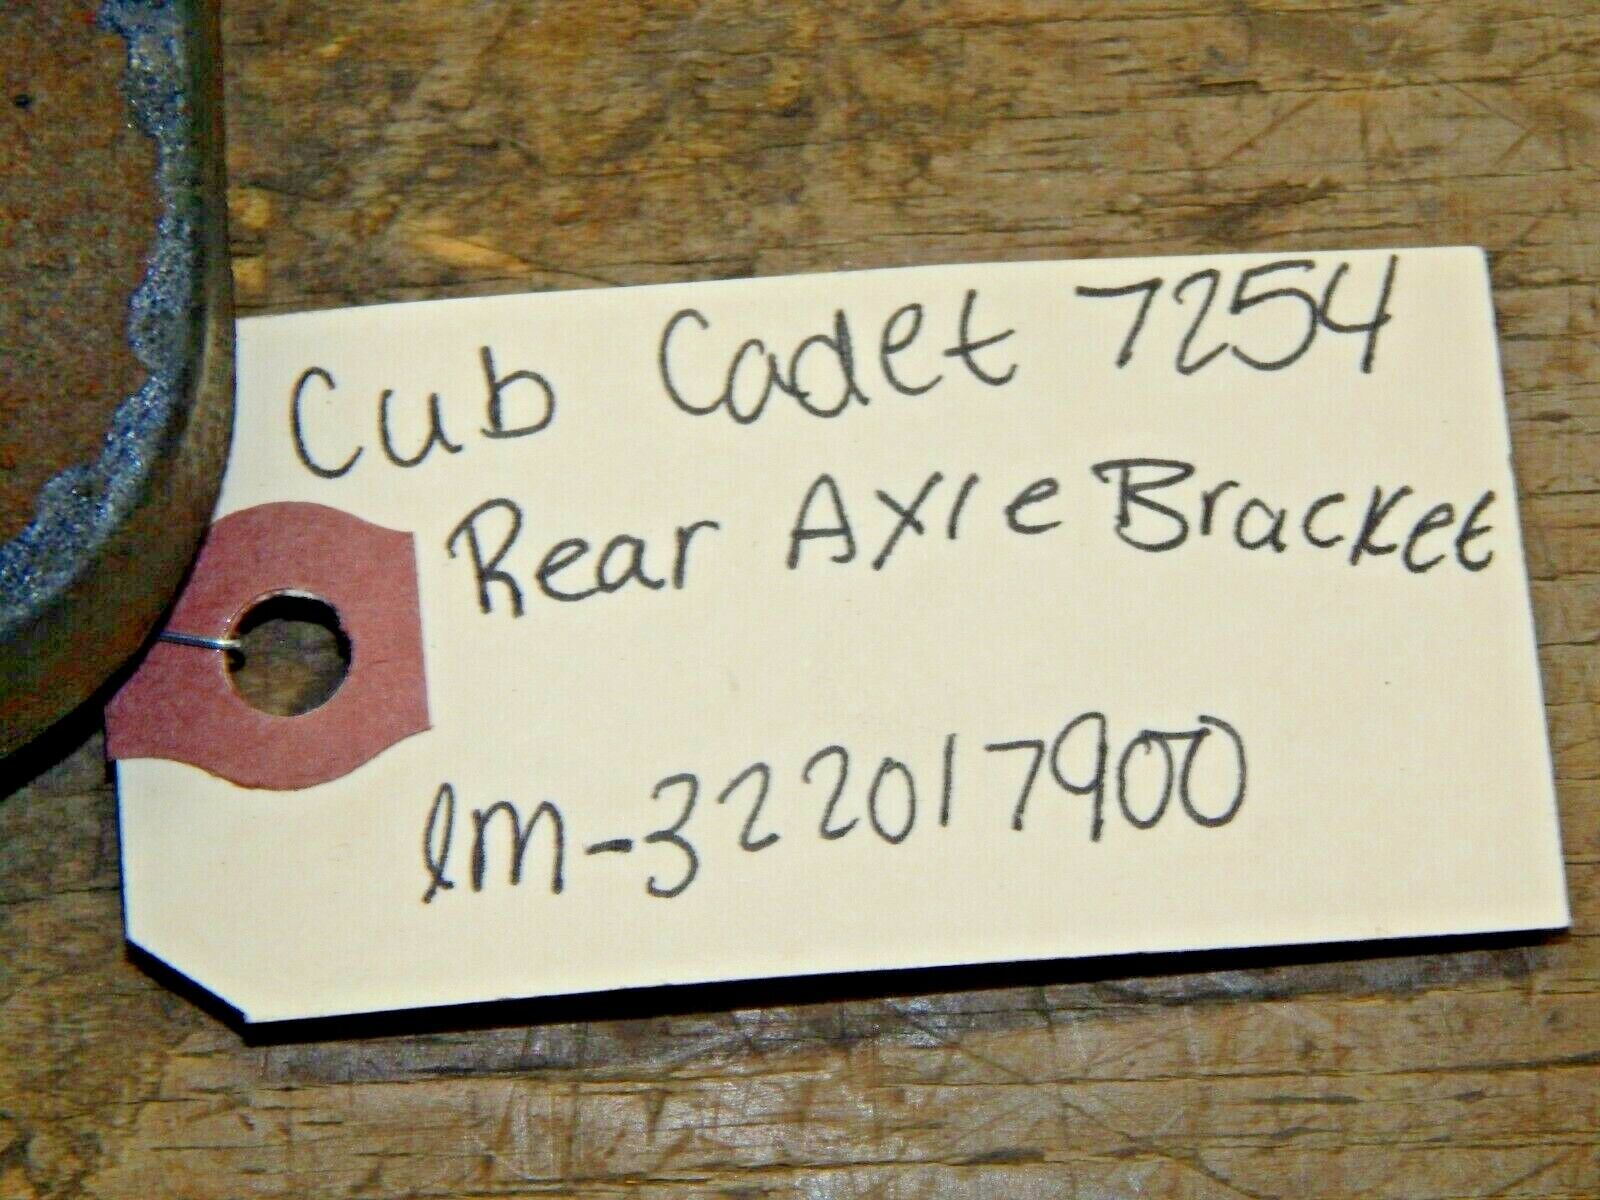 Cub Cadet 7254
Rear Axle Bracket
lm-322017900